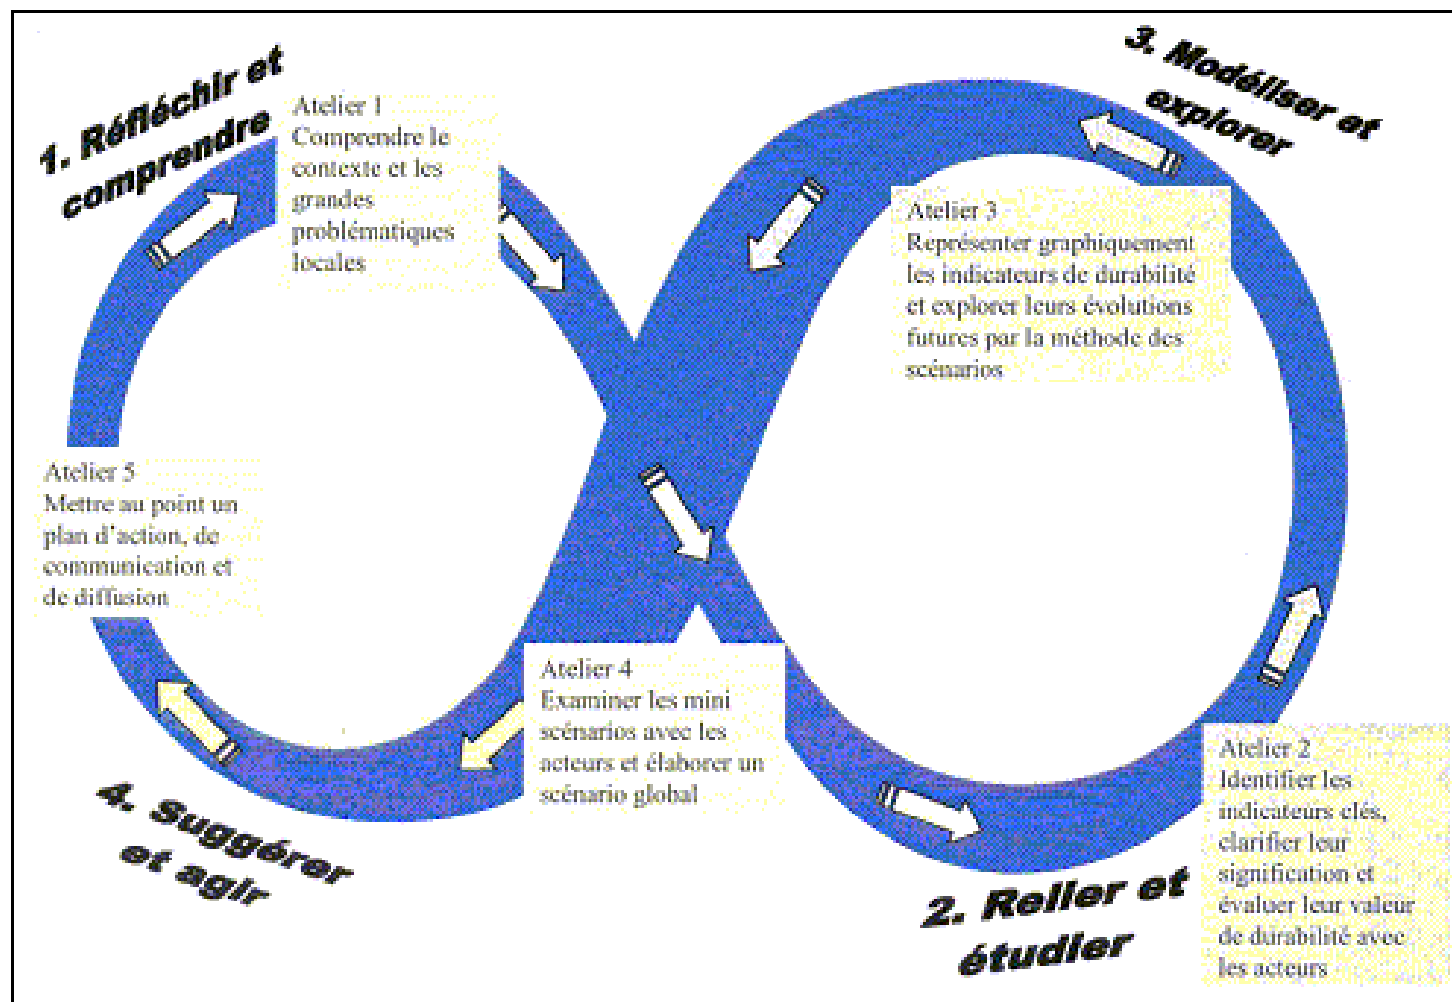 1. Réfléchir et
comprendre
Atelier 1
Comprendre le
contexte et les
grandes
problématiques
locales
3. Modéliser et
explorer
Atelier 3
Représenter graphiquement
les indicateurs de durabilité
et explorer leurs évolutions
futures par la méthode des
scénarios
Atelier 5
Mettre au point un
plan d'action, de
communication et
de diffusion
Atelier 4
Examiner les mini
scénarios avec les
acteurs et élaborer un
scénario global
4. Suggérer
et agir
2. Relier et
étudier
Atelier 2
Identifier les
indicateurs clés,
clarifier leur
signification et
évaluer leur valeur
de durabilité avec
les acteurs